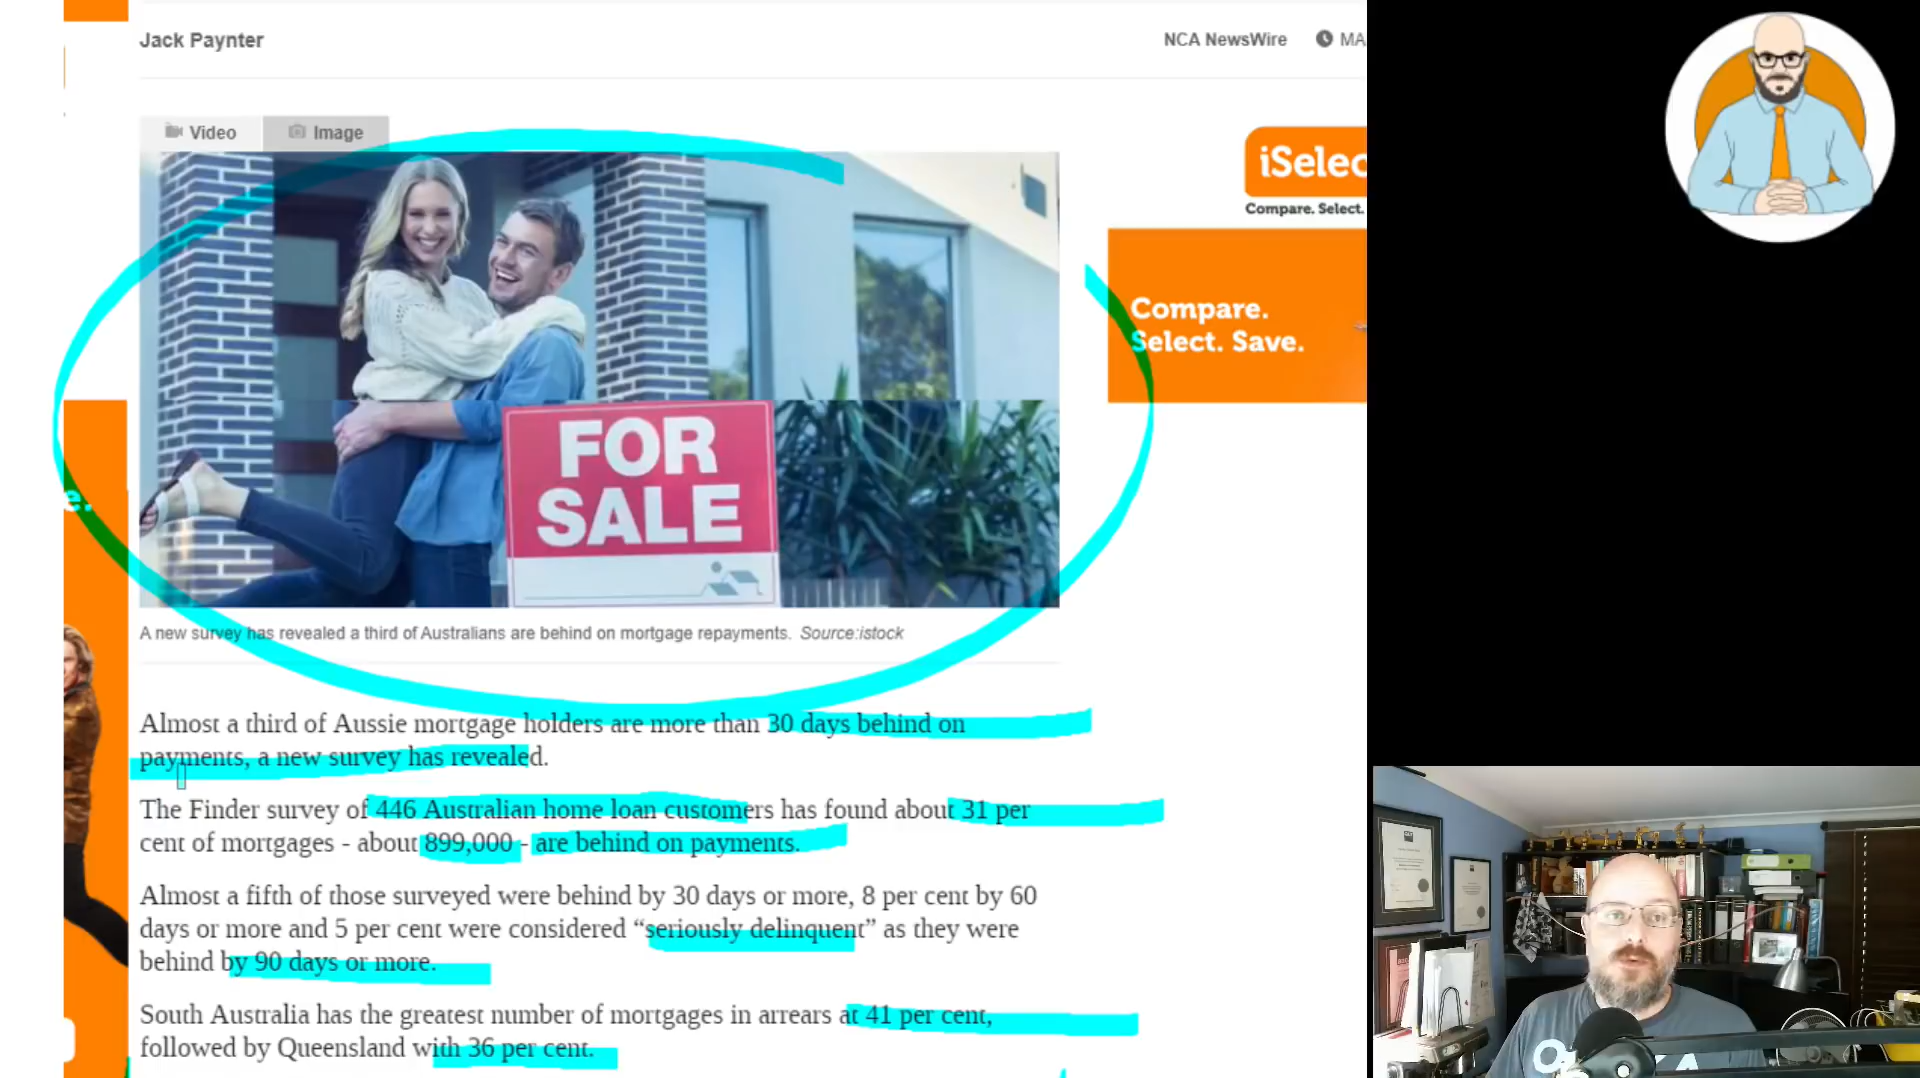 Jack Paynter
NCA NewsWire
MA
Video
Image
iSelec
Compare. Select.
Compare.
Select. Save.
FOR
SALE
e.
A new survey has revealed a third of Australians are behind on mortgage repayments. Source:istock
Almost a third of Aussie mortgage holders are more than 30 days behind on
payments, a new survey has revealed.
The Finder survey of 446 Australian home loan customers has found about 31 per
cent of mortgages - about 899,000 - are behind on payments.
Almost a fifth of those surveyed were behind by 30 days or more, 8 per cent by 60
days or more and 5 per cent were considered “seriously delinquent” as they were
behind by 90 days or more.
South Australia has the greatest number of mortgages in arrears at 41 per cent,
followed by Queensland with 36 per cent.